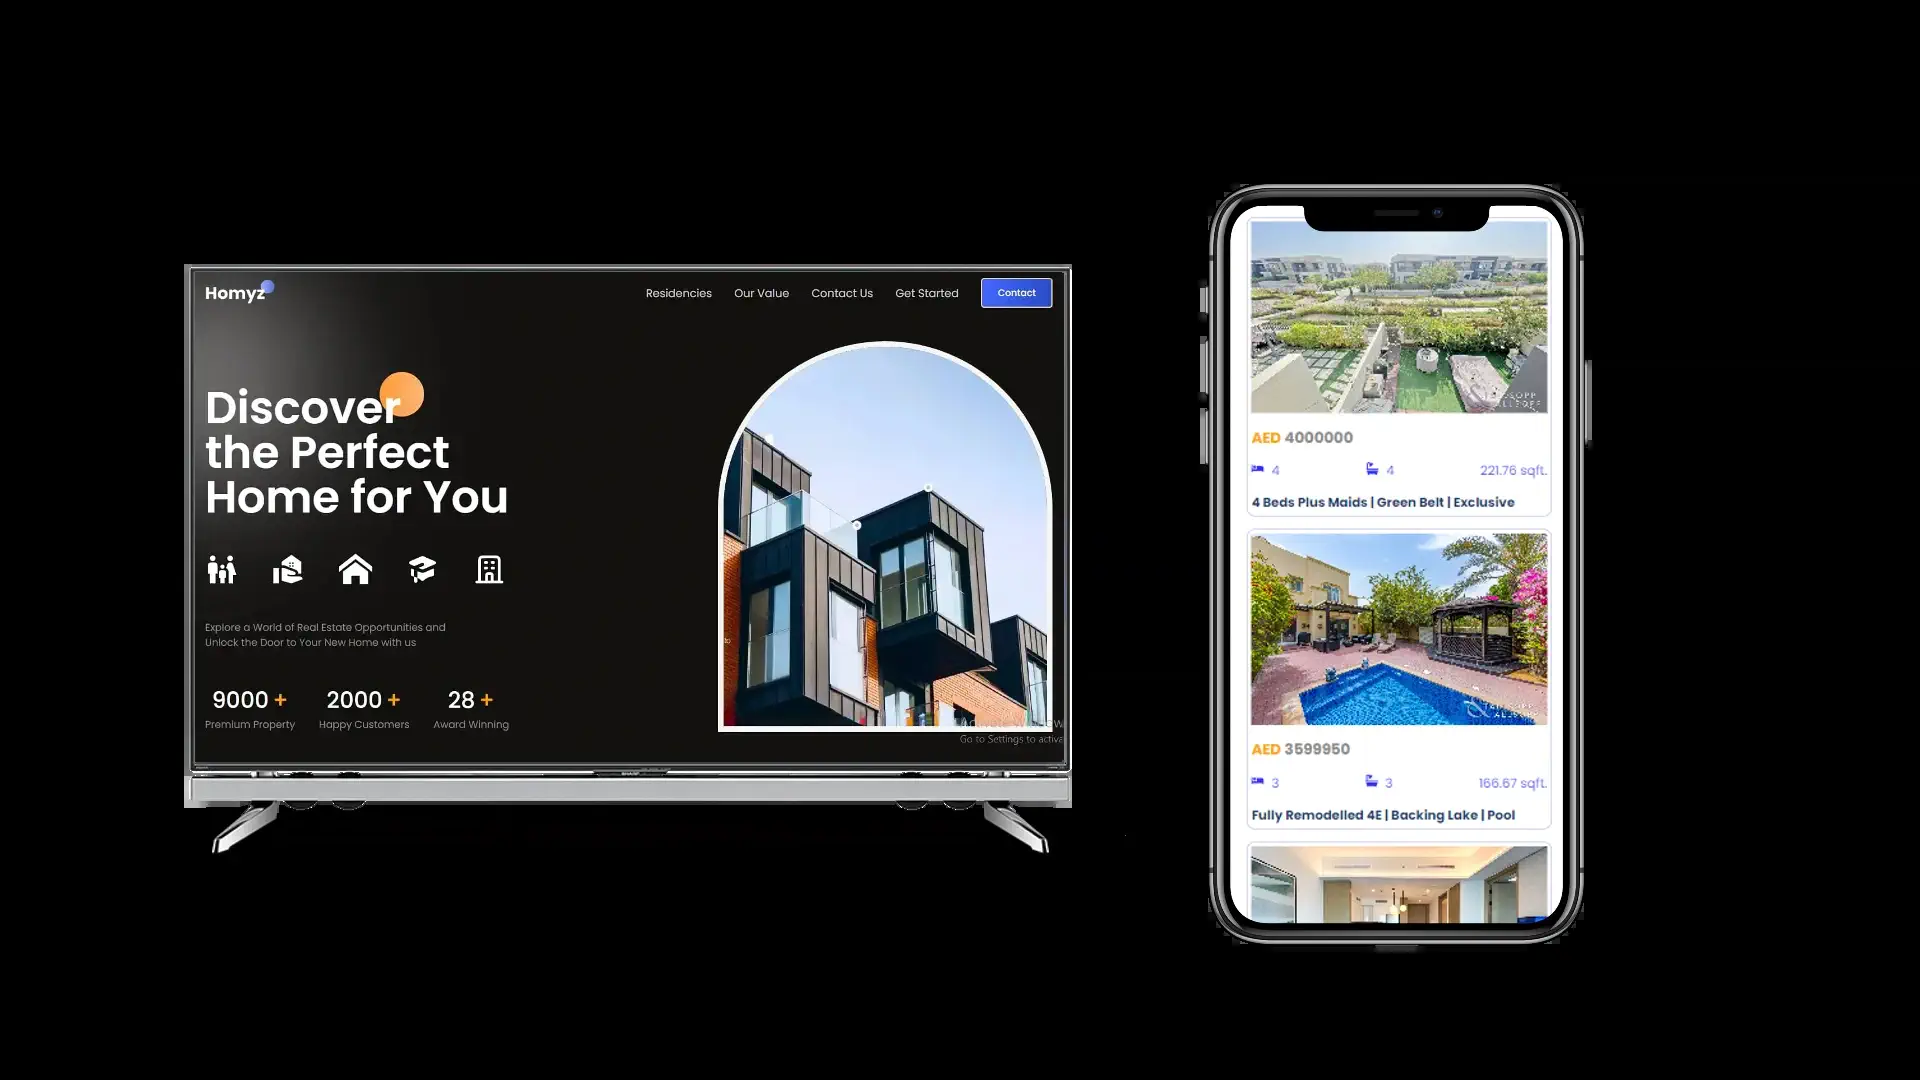 Homyz
Residencies
Our Value
Contact Us
Get Started
Contact
Discover
the Perfect
Home for You
Explore a World of Real Estate Opportunities and
Unlock the Door to Your New Home with us
9000 +
2000 +
28 +
Premium Property
Happy Customers
Award Winning
Go to Settings to activa
AED 4000000
4
4
221.76 sqft.
4 Beds Plus Maids | Green Belt | Exclusive
AED 3599950
3
3
166.67 sqft.
Fully Remodelled 4E | Backing Lake | Pool